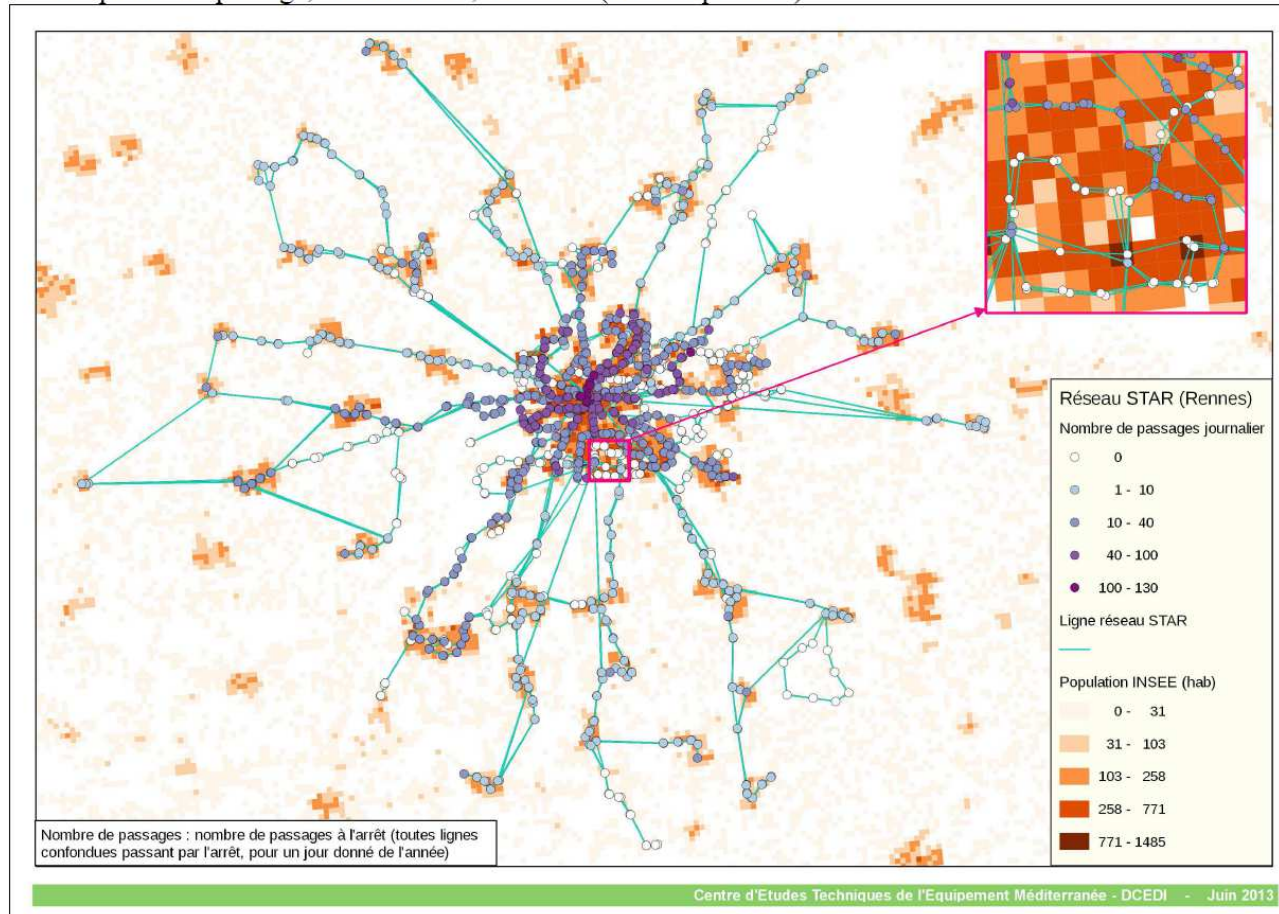 Réseau STAR (Rennes)
Nombre de passages journalier
0
1 - 10
10 - 40
40 - 100
100 - 130
Ligne réseau STAR
Population INSEE (hab)
0 - 31
31 - 103
103 - 258
258 - 771
771 - 1485
Nombre de passages : nombre de passages à l'arrêt (toutes lignes
confondues passant par l'arrêt, pour un jour donné de l'année)
Centre d'Etudes Techniques de l'Equipement Méditerranée - DCEDI - Juin 2013